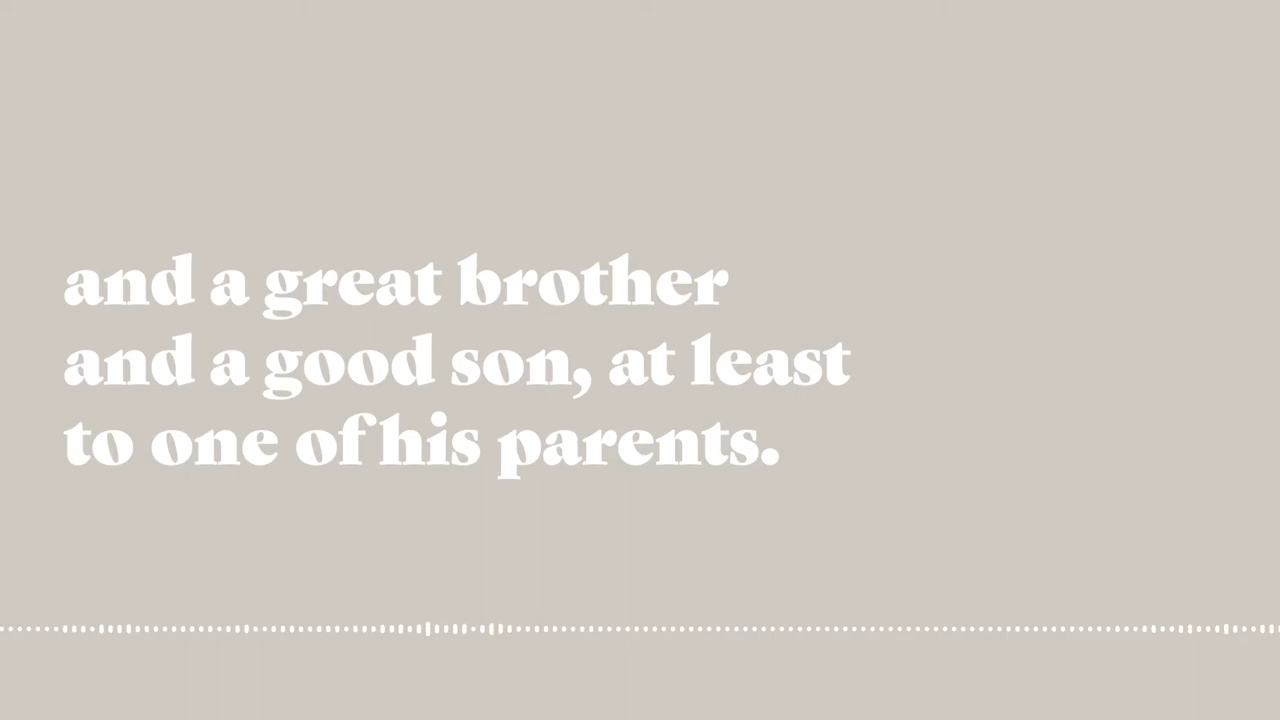 and a great brother
and a good son, at least
to one of his parents.